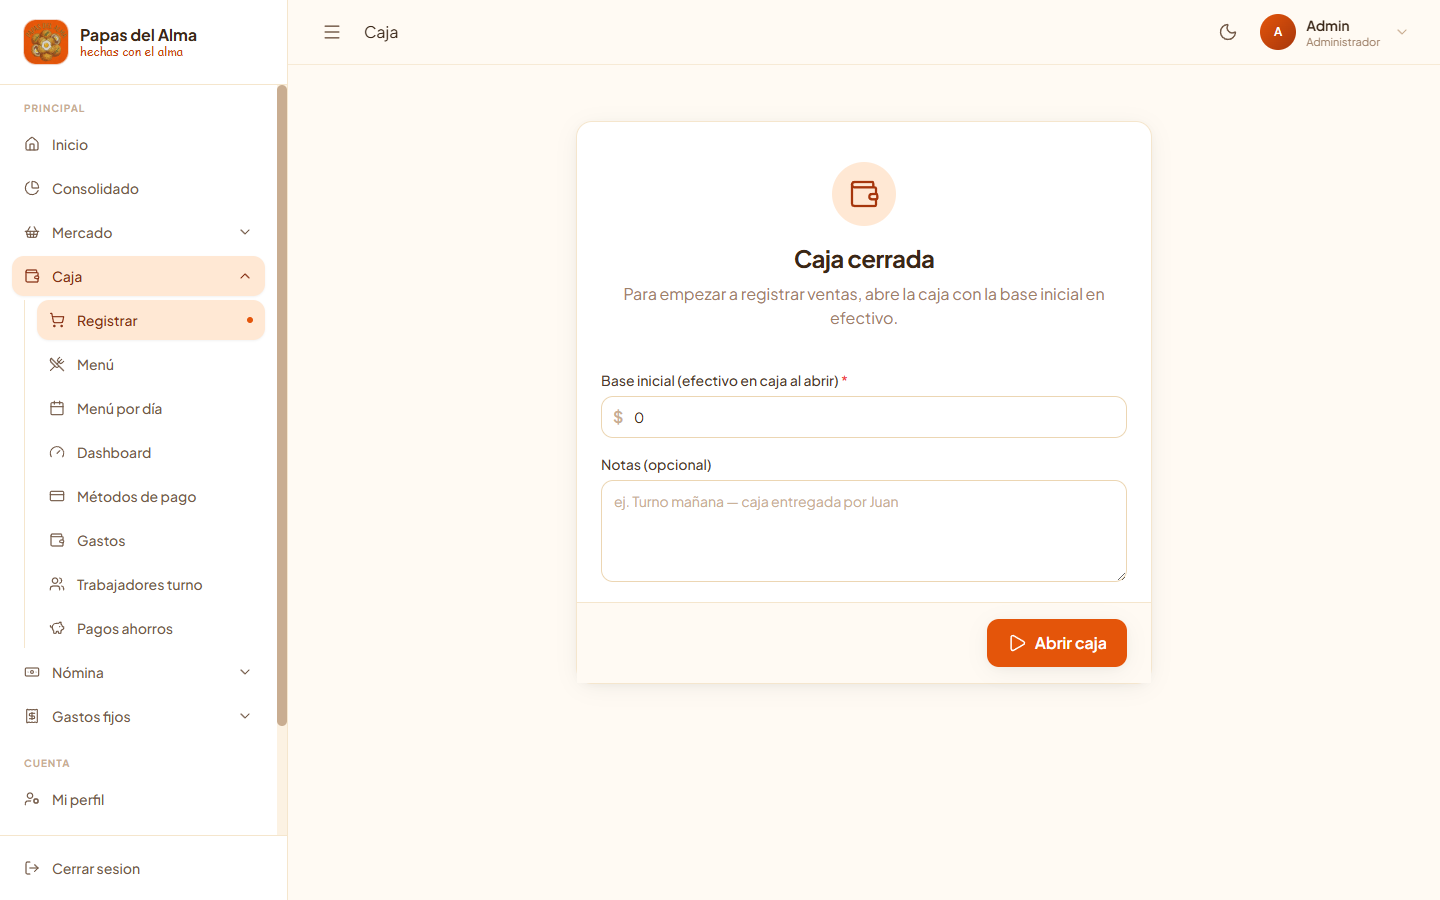 Papas del Alma
hechas con el alma
PRINCIPAL
Inicio
Consolidado
Mercado
Caja
Registrar
Menú
Menú por día
Dashboard
Métodos de pago
Gastos
Trabajadores turno
Pagos ahorros
Nómina
Gastos fijos
CUENTA
Mi perfil
Cerrar sesion
Caja
A
Admin
Administrador
Caja cerrada
Para empezar a registrar ventas, abre la caja con la base inicial en
efectivo.
Base inicial (efectivo en caja al abrir) *
$ 0
Notas (opcional)
ej. Turno mañana — caja entregada por Juan
Abrir caja